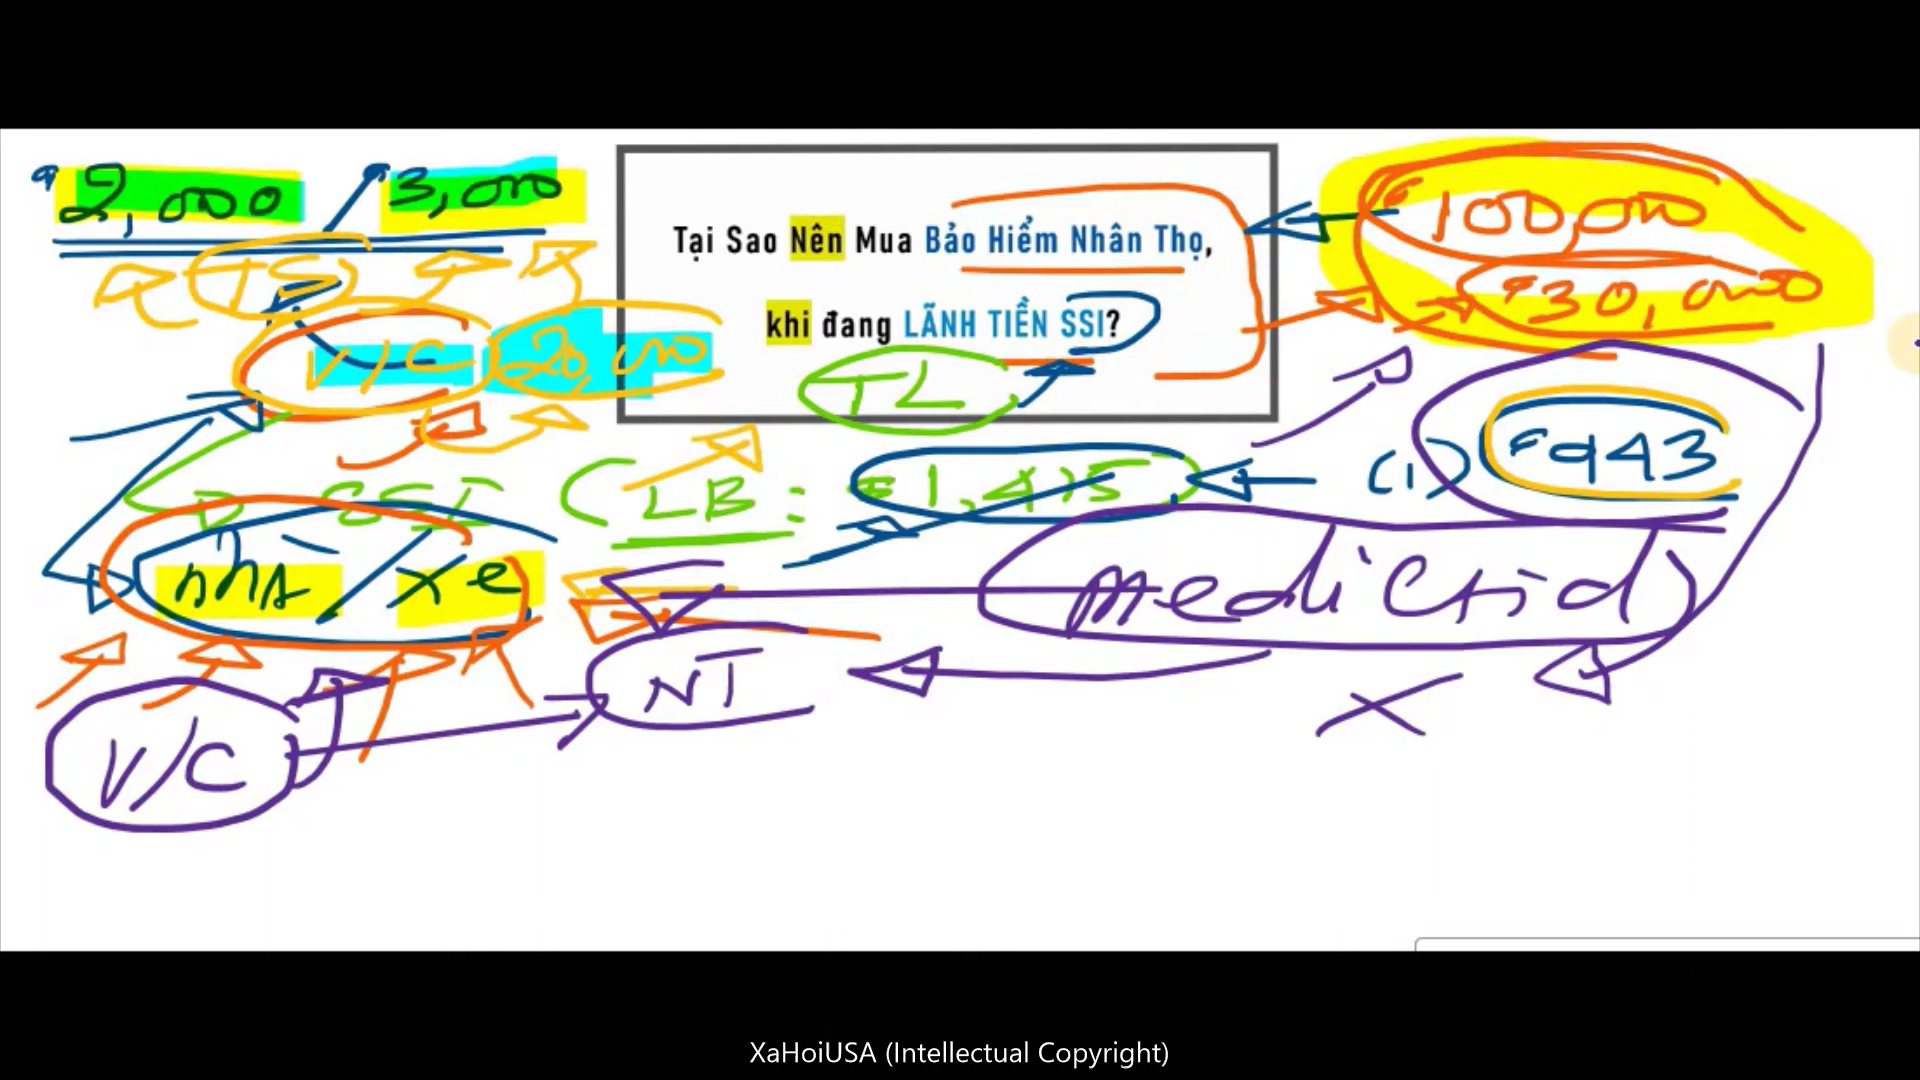 $2,000 $3,000
Tại Sao Nên Mua Bảo Hiểm Nhân Thọ,
khi đang LÃNH TIỀN SSI?
$100,000
$30,000
TS
V/C 20,000
TL
(1) $943
SSI (LB:
nhà / xe
Medicaid
NT
V/C
XaHoiUSA (Intellectual Copyright)